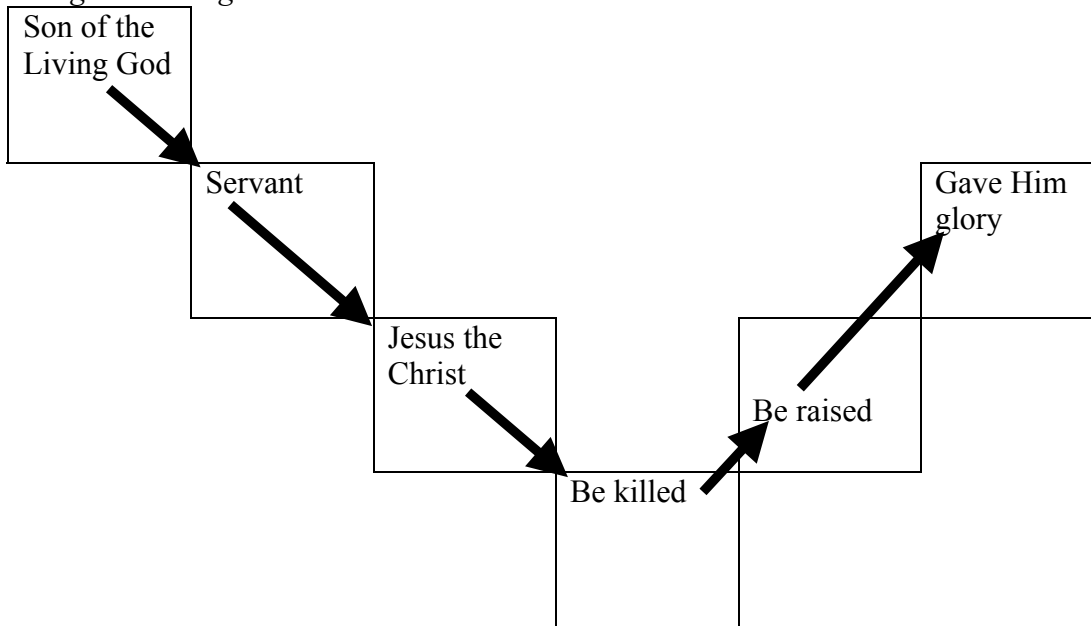 Son of the
Living God
Servant
Jesus the
Christ
Be killed
Be raised
Gave Him
glory